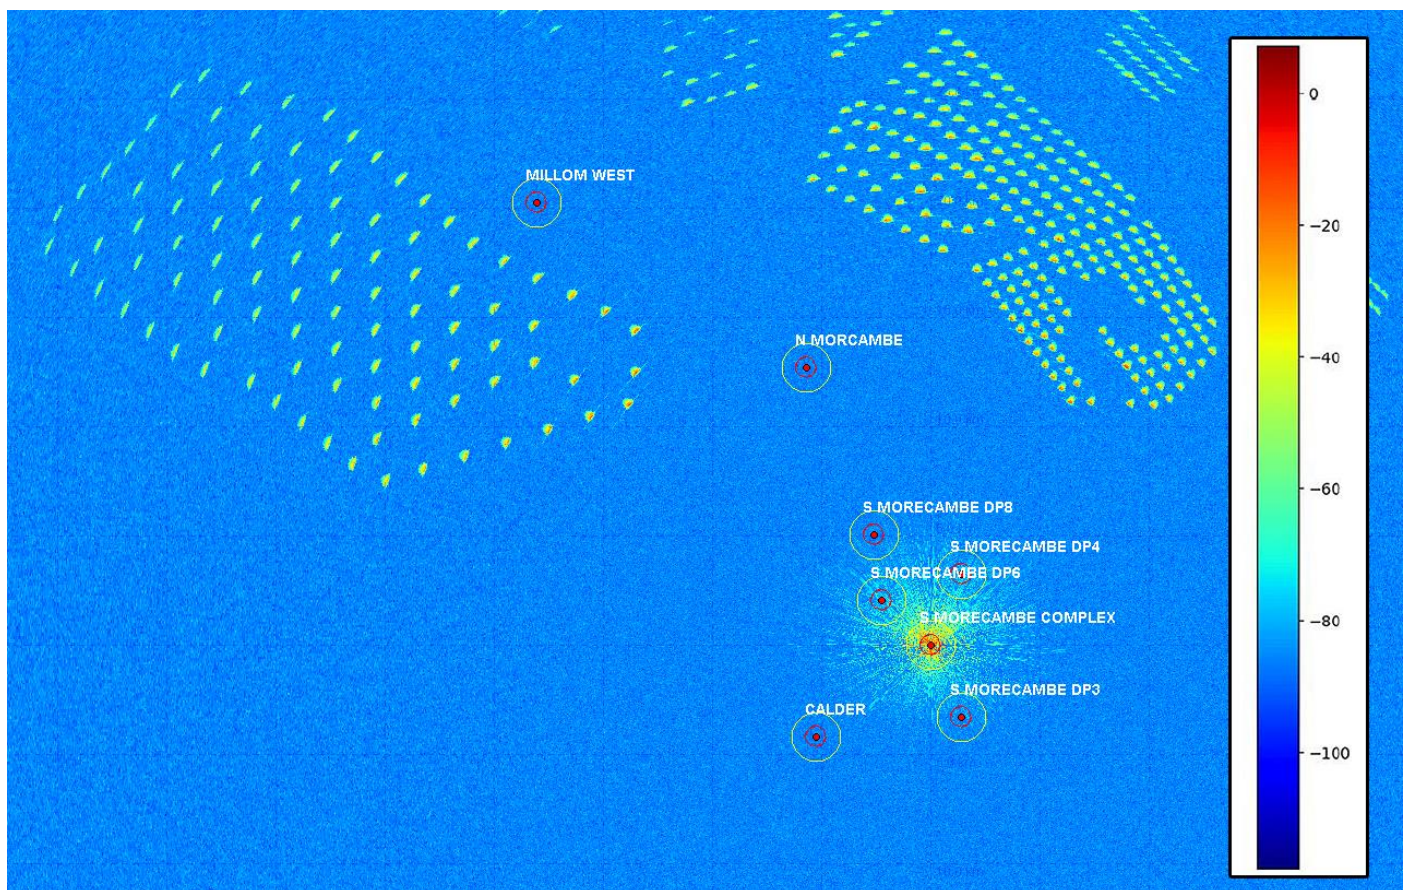 MILLOM WEST
0
−20
N MORCAMBE
−40
−60
S MORECAMBE DP8
S MORECAMBE DP4
S MORECAMBE DP6
S MORECAMBE COMPLEX
−80
S MORECAMBE DP3
CALDER
−100